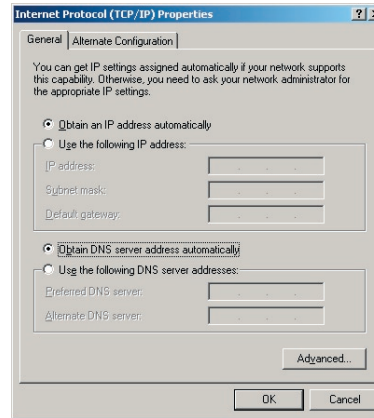 Internet Protocol (TCP/IP) Properties
General
Alternate Configuration
You can get IP settings assigned automatically if your network supports
this capability. Otherwise, you need to ask your network administrator for
the appropriate IP settings.
Obtain an IP address automatically
Use the following IP address:
IP address:
Subnet mask:
Default gateway:
Obtain DNS server address automatically
Use the following DNS server addresses:
Preferred DNS server:
Alternate DNS server:
Advanced...
OK
Cancel